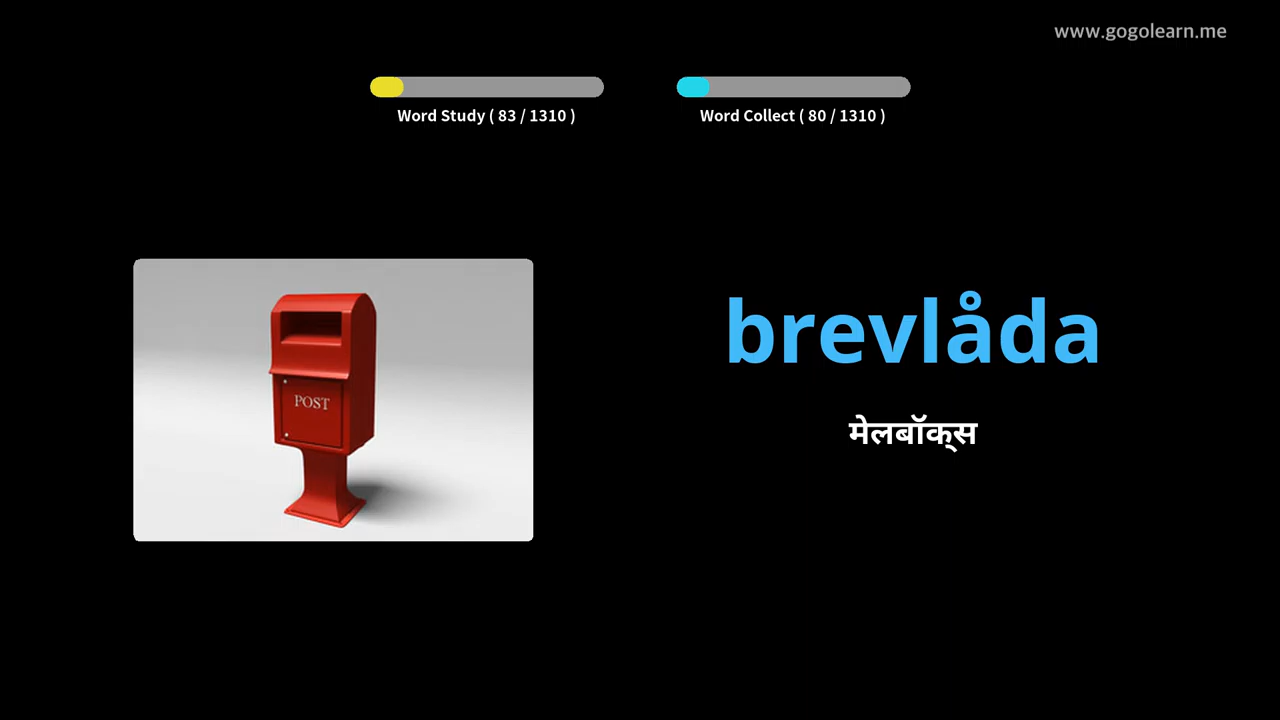 www.gogolearn.me
Word Study ( 83 / 1310 )
Word Collect ( 80 / 1310 )
POST
brevlåda
मेलबॉक्स